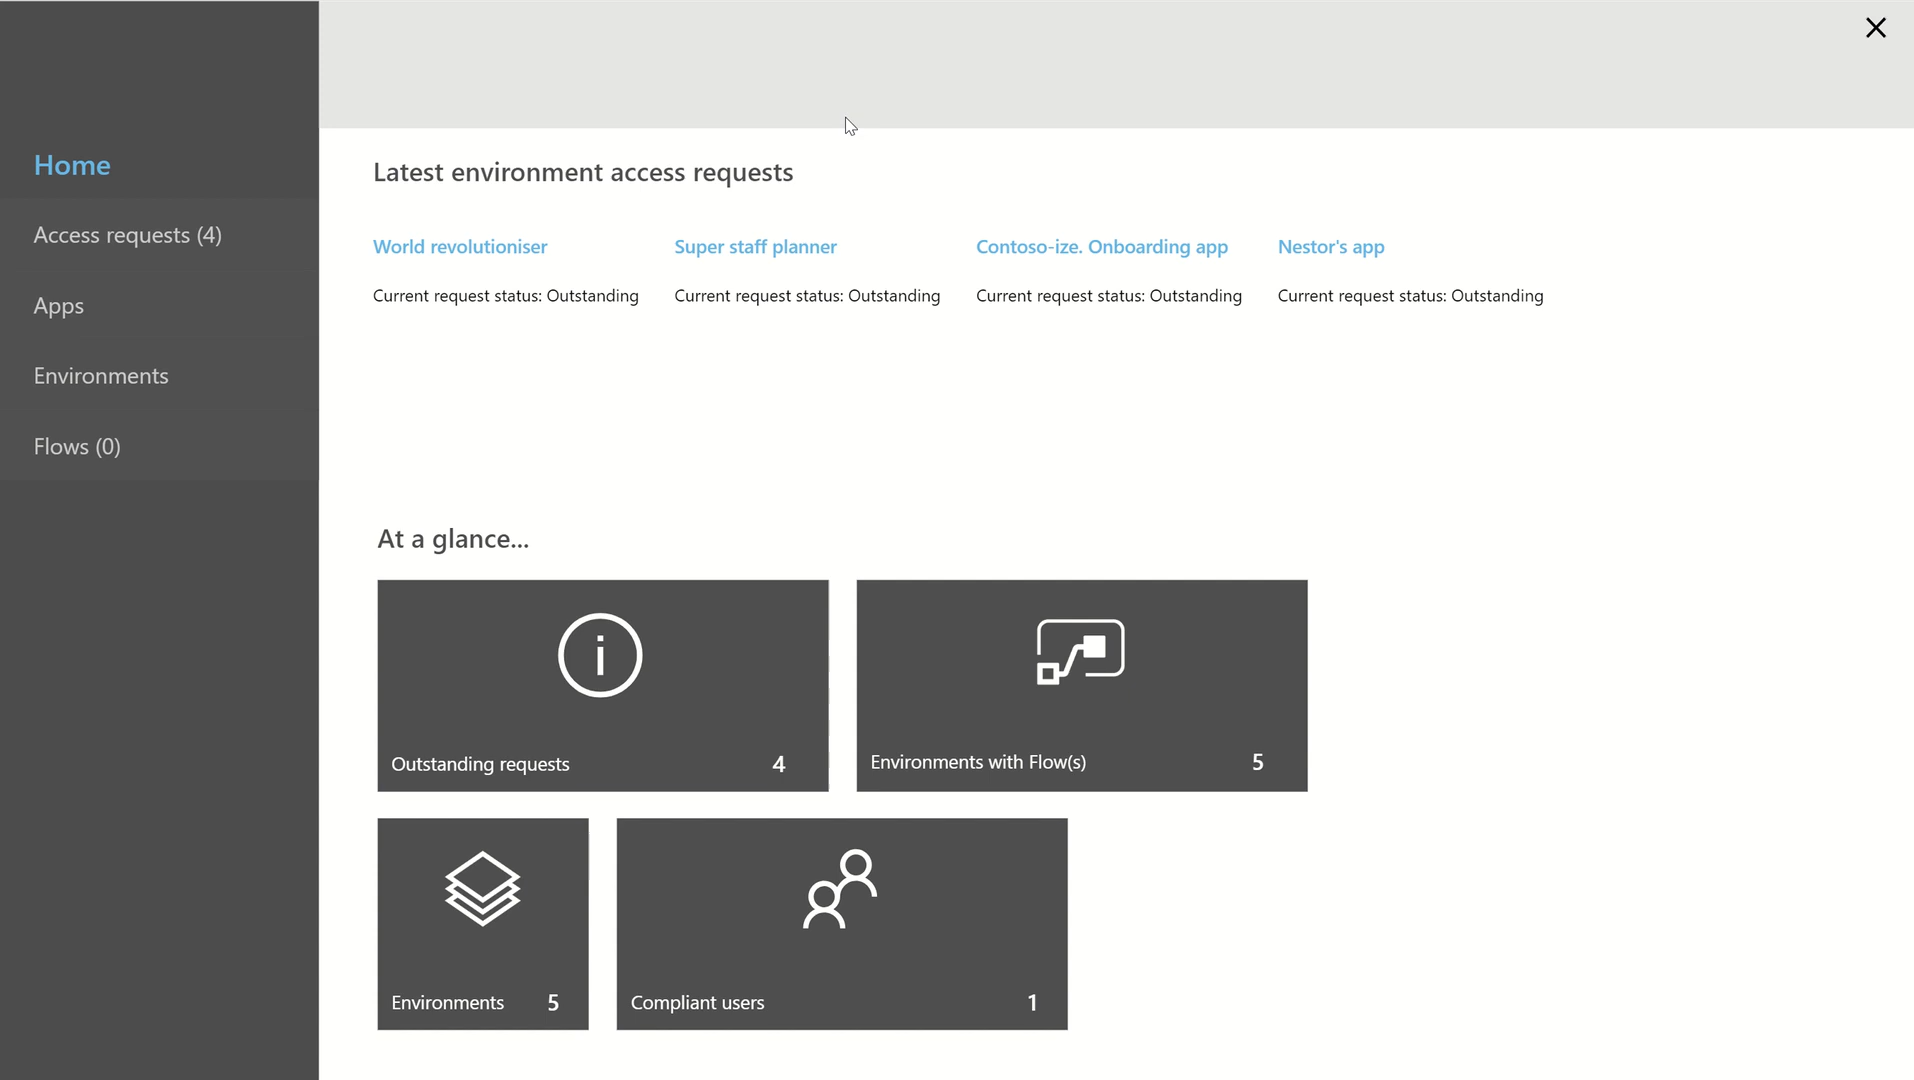 Home
Access requests (4)
Apps
Environments
Flows (0)
Latest environment access requests
World revolutioniser
Current request status: Outstanding
Super staff planner
Current request status: Outstanding
Contoso-ize. Onboarding app
Current request status: Outstanding
Nestor's app
Current request status: Outstanding
At a glance...
Outstanding requests 4
Environments with Flow(s) 5
Environments 5
Compliant users 1